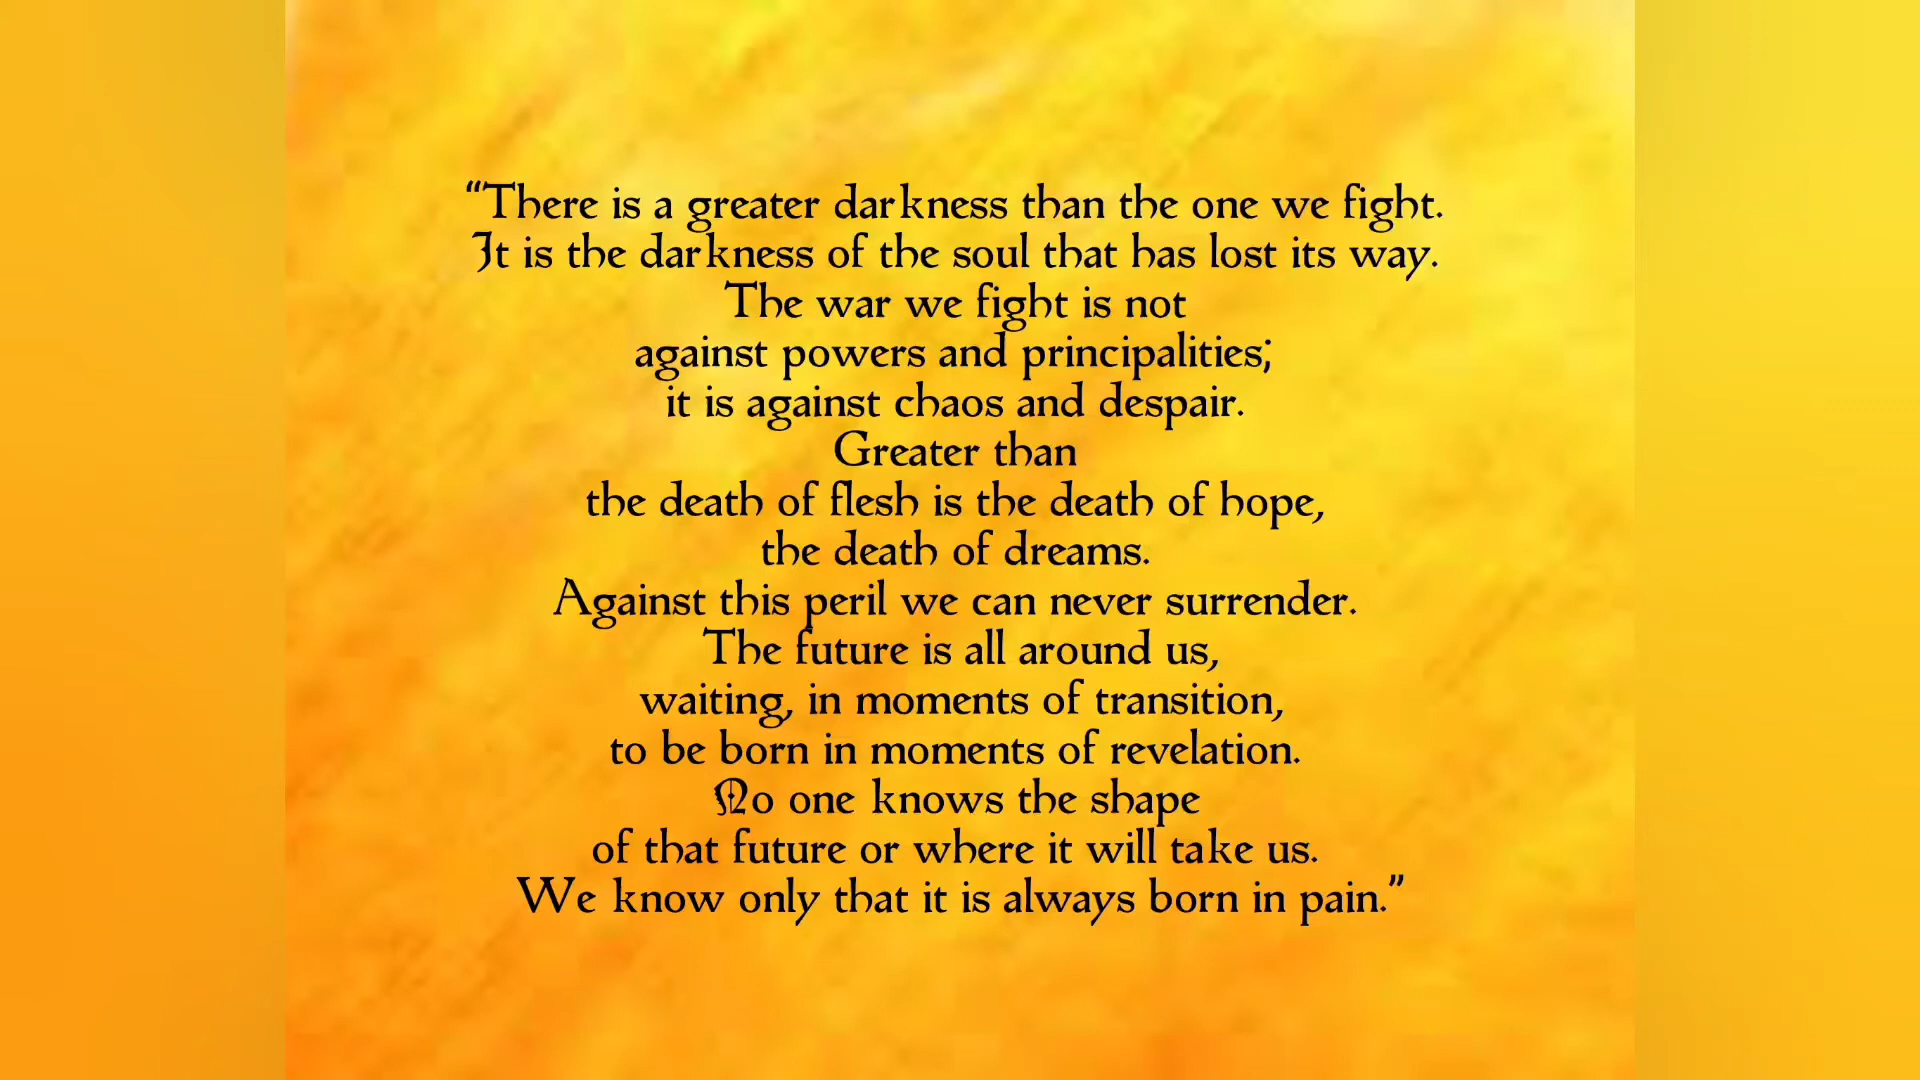 “There is a greater darkness than the one we fight.
It is the darkness of the soul that has lost its way.
The war we fight is not
against powers and principalities;
it is against chaos and despair.
Greater than
the death of flesh is the death of hope,
the death of dreams.
Against this peril we can never surrender.
The future is all around us,
waiting, in moments of transition,
to be born in moments of revelation.
No one knows the shape
of that future or where it will take us.
We know only that it is always born in pain.”